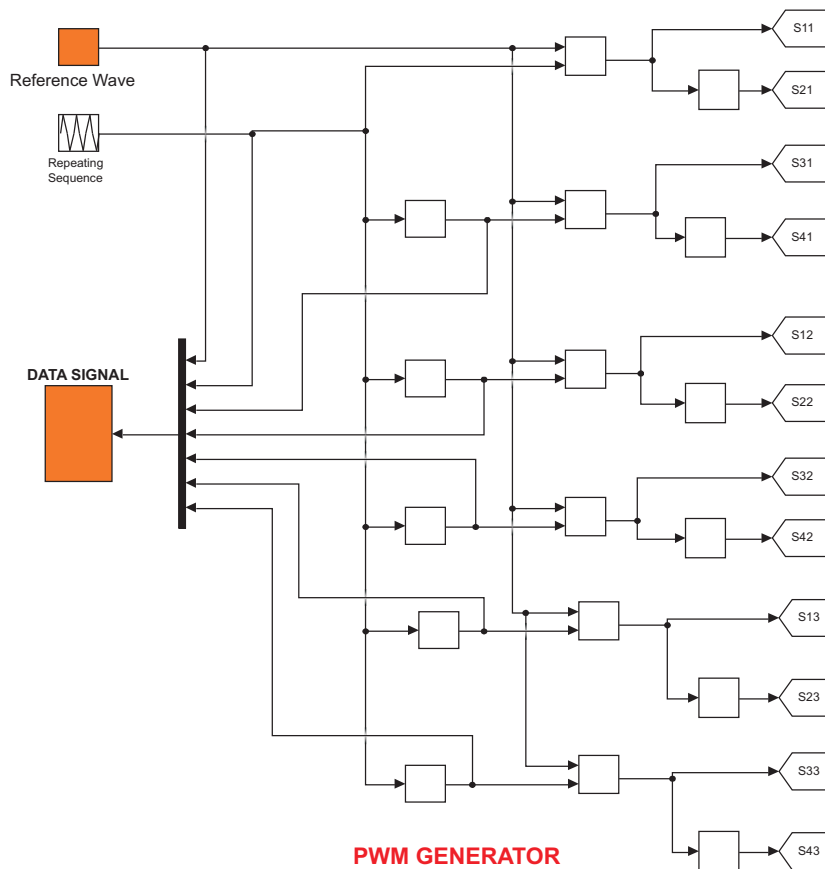 Reference Wave
Repeating
Sequence
DATA SIGNAL
S11
S21
S31
S41
S12
S22
S32
S42
S13
S23
S33
S43
PWM GENERATOR